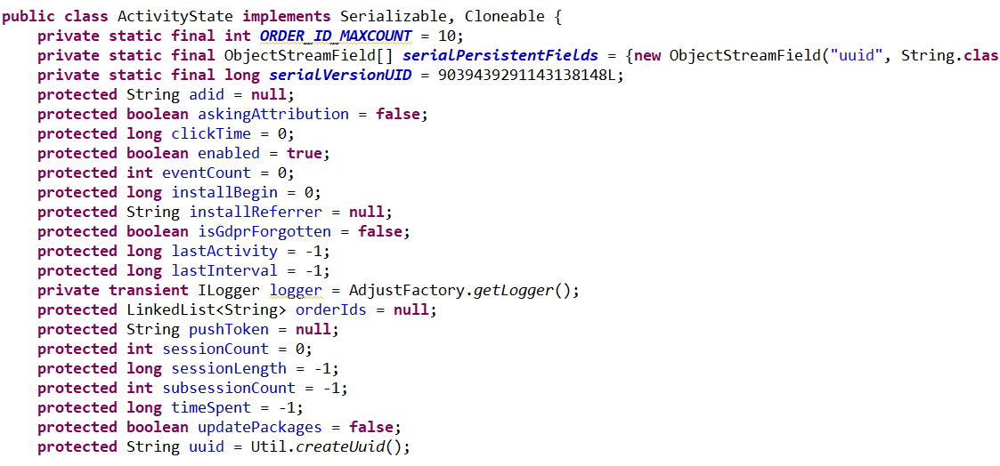 public class ActivityState implements Serializable, Cloneable {
    private static final int ORDER_ID_MAXCOUNT = 10;
    private static final ObjectStreamField[] serialPersistentFields = {new ObjectStreamField("uuid", String.clas
    private static final long serialVersionUID = 9039439291143138148L;
    protected String adid = null;
    protected boolean askingAttribution = false;
    protected long clickTime = 0;
    protected boolean enabled = true;
    protected int eventCount = 0;
    protected long installBegin = 0;
    protected String installReferrer = null;
    protected boolean isGdprForgotten = false;
    protected long lastActivity = -1;
    protected long lastInterval = -1;
    private transient ILogger logger = AdjustFactory.getLogger();
    protected LinkedList<String> orderIds = null;
    protected String pushToken = null;
    protected int sessionCount = 0;
    protected long sessionLength = -1;
    protected int subsessionCount = -1;
    protected long timeSpent = -1;
    protected boolean updatePackages = false;
    protected String uuid = Util.createUuid();